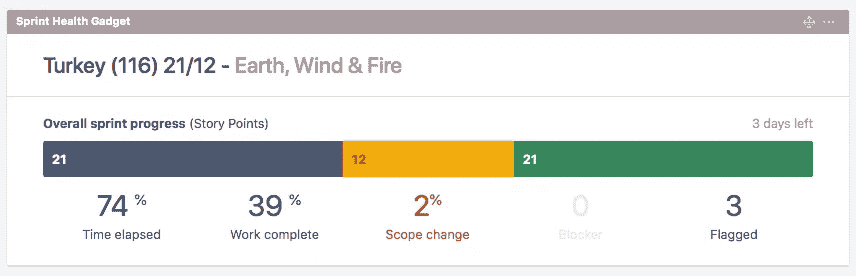 Sprint Health Gadget
Turkey (116) 21/12 - Earth, Wind & Fire
Overall sprint progress (Story Points) 3 days left
21 12 21
74 % 39 % 2% 0 3
Time elapsed Work complete Scope change Blocker Flagged